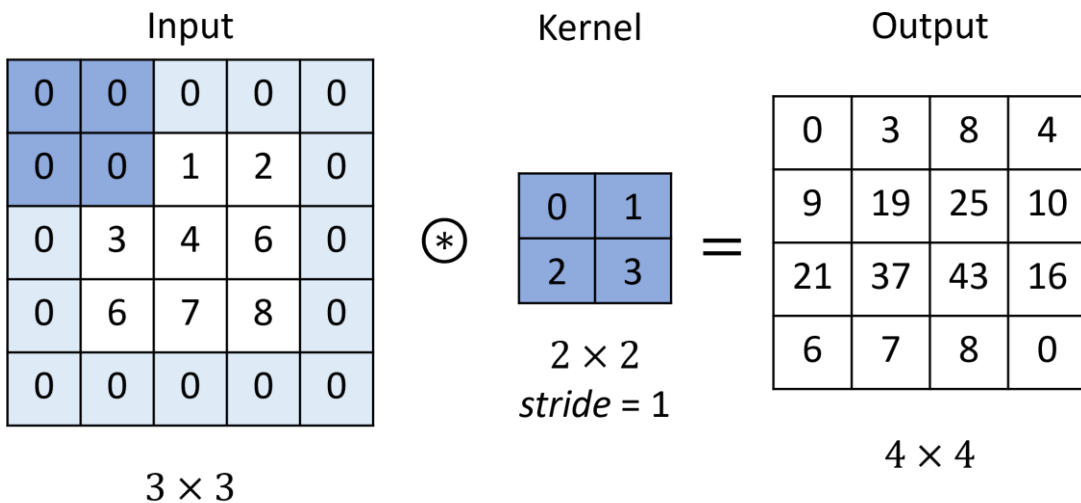 Input Kernel Output
0 0 0 0 0
0 0 1 2 0
0 3 4 6 0
0 6 7 8 0
0 0 0 0 0
3 × 3
⊛
0 1
2 3
2 × 2
stride = 1
=
0 3 8 4
9 19 25 10
21 37 43 16
6 7 8 0
4 × 4